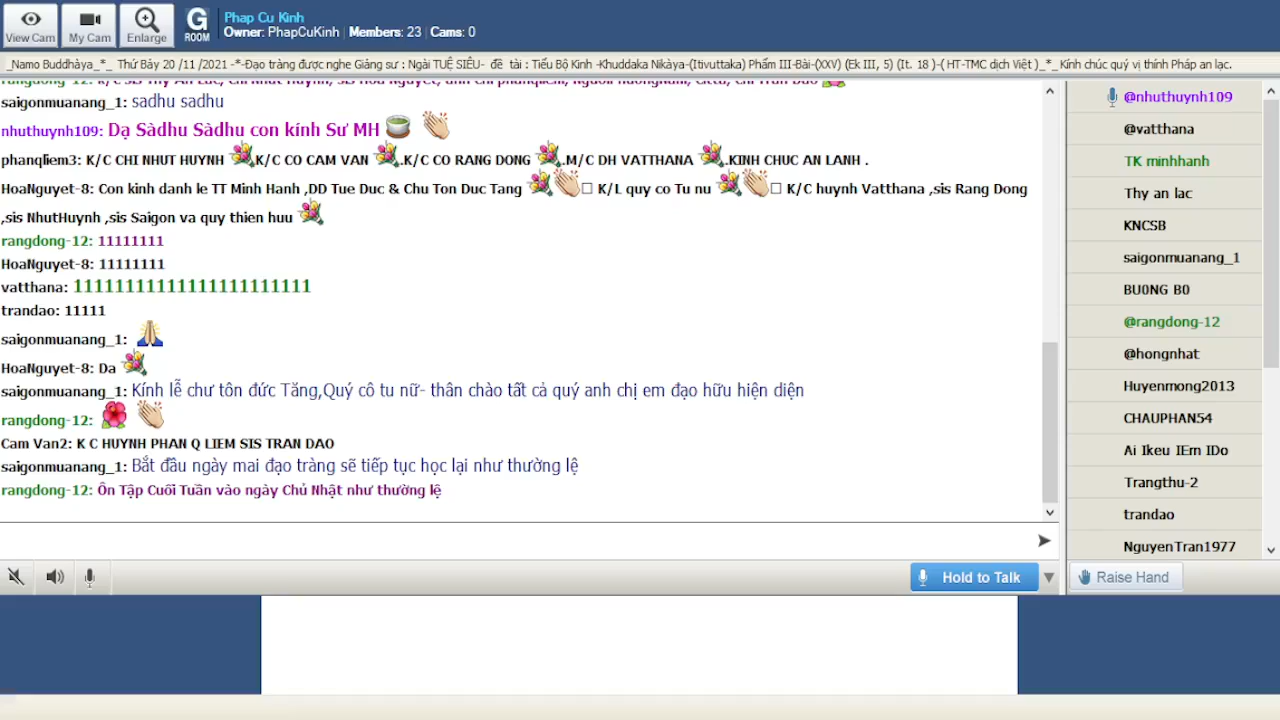 View Cam
My Cam
Enlarge
G
ROOM
Phap Cu Kinh
Owner: PhapCuKinh | Members: 23 | Cams: 0
_Namo Buddhàya_*_ Thứ Bảy 20 /11 /2021 -*-Đạo tràng được nghe Giảng sư : Ngài TUỆ SIÊU- đề tài : Tiểu Bộ Kinh -Khuddaka Nikàya-(Itivuttaka) Phẩm III-Bài-(XXV) (Ek III, 5) (It. 18 )-( HT-TMC dịch Việt )_*_Kính chúc quý vị thính Pháp an lạc.
saigonmuanang_1: sadhu sadhu
nhuthuynh109: Dạ Sàdhu Sàdhu con kính Sư MH
phanqliem3: K/C CHI NHUT HUYNH K/C CO CAM VAN .K/C CO RANG DONG .M/C DH VATTHANA .KINH CHUC AN LANH .
HoaNguyet-8: Con kinh danh le TT Minh Hanh ,DD Tue Duc & Chu Ton Duc Tang K/L quy co Tu nu K/C huynh Vatthana ,sis Rang Dong
,sis NhutHuynh ,sis Saigon va quy thien huu
rangdong-12: 11111111
HoaNguyet-8: 11111111
vatthana: 11111111111111111111111
trandao: 11111
saigonmuanang_1:
HoaNguyet-8: Da
saigonmuanang_1: Kính lễ chư tôn đức Tăng,Quý cô tu nữ- thân chào tất cả quý anh chị em đạo hữu hiện diện
rangdong-12:
Cam Van2: K C HUYNH PHAN Q LIEM SIS TRAN DAO
saigonmuanang_1: Bắt đầu ngày mai đạo tràng sẽ tiếp tục học lại như thường lệ
rangdong-12: Ôn Tập Cuối Tuần vào ngày Chủ Nhật như thường lệ
Hold to Talk
@nhuthuynh109
@vatthana
TK minhhanh
Thy an lac
KNCSB
saigonmuanang_1
BU0NG B0
@rangdong-12
@hongnhat
Huyenmong2013
CHAUPHAN54
Ai Ikeu IEm IDo
Trangthu-2
trandao
NguyenTran1977
Raise Hand